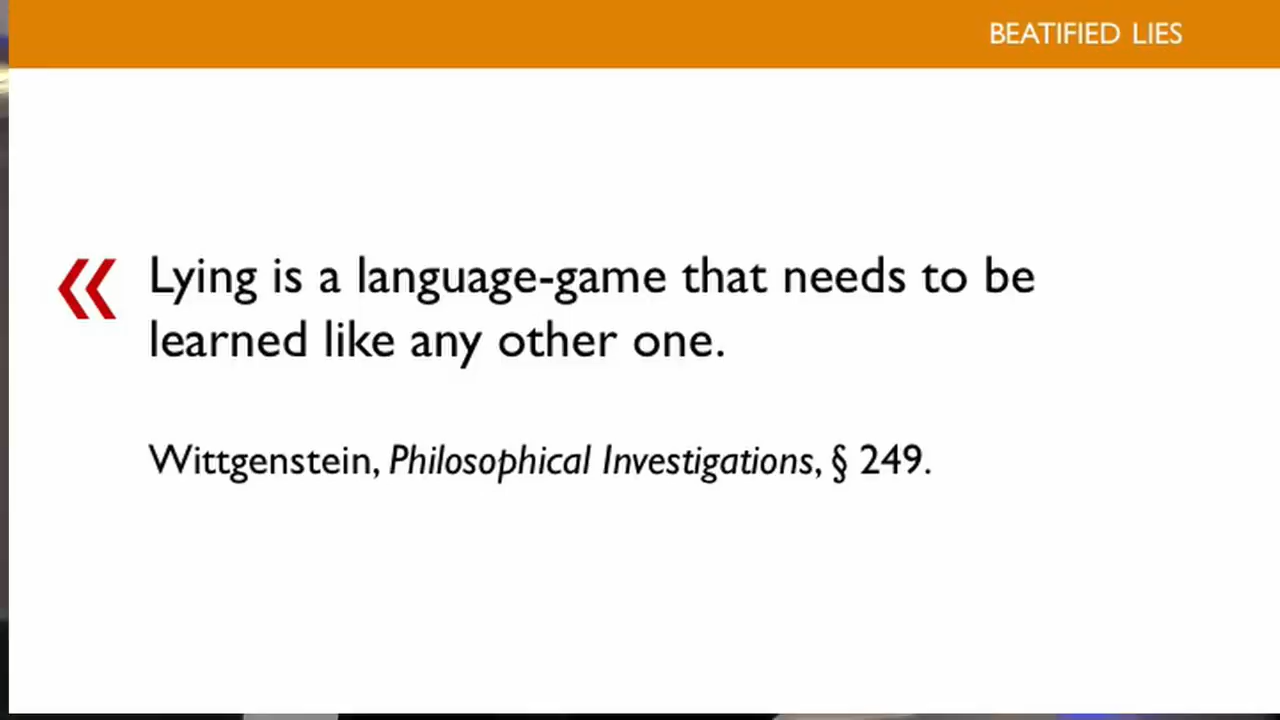 BEATIFIED LIES
« Lying is a language-game that needs to be
learned like any other one.
Wittgenstein, Philosophical Investigations, § 249.